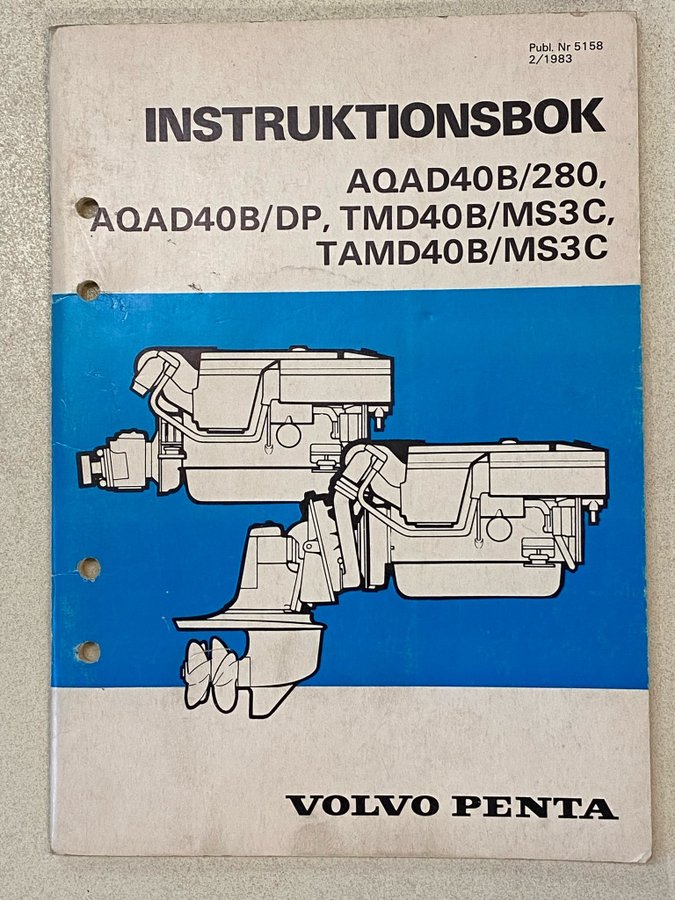 Publ. Nr 5158
2/1983
INSTRUKTIONSBOK
AQAD40B/280,
AQAD40B/DP, TMD40B/MS3C,
TAMD40B/MS3C
VOLVO PENTA